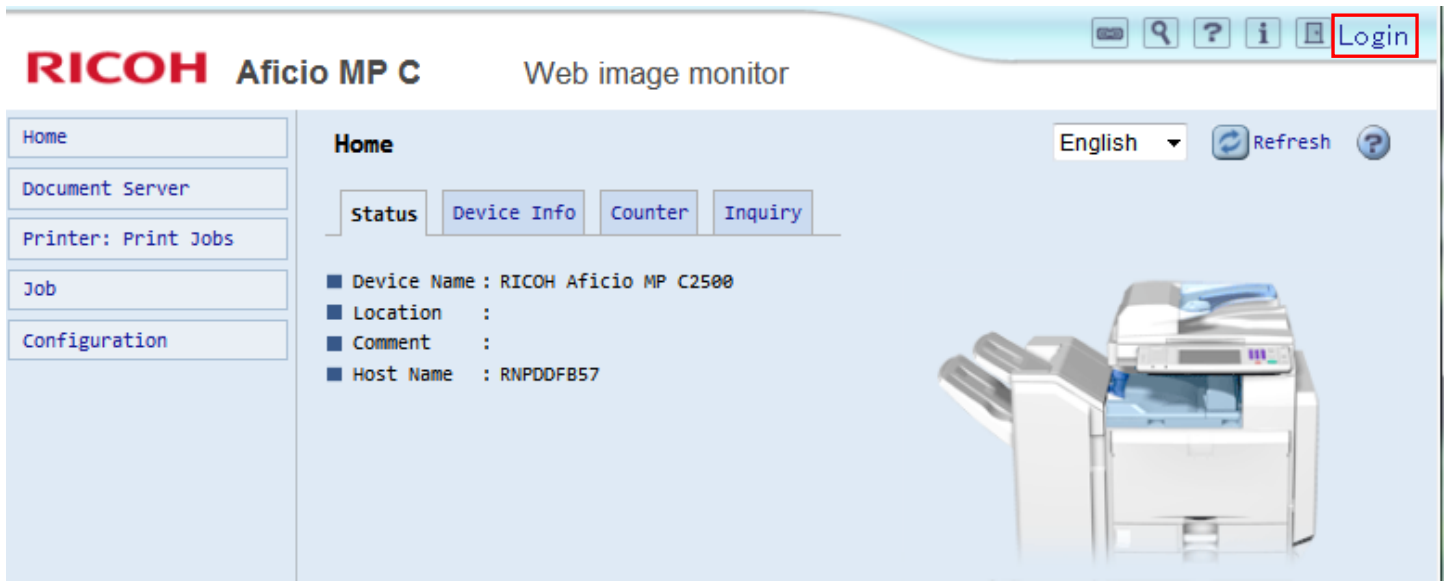 Login
RICOH Aficio MP C Web image monitor
Home
Document Server
Printer: Print Jobs
Job
Configuration
Home
English Refresh
Status Device Info Counter Inquiry
Device Name : RICOH Aficio MP C2500
Location :
Comment :
Host Name : RNPDDFB57